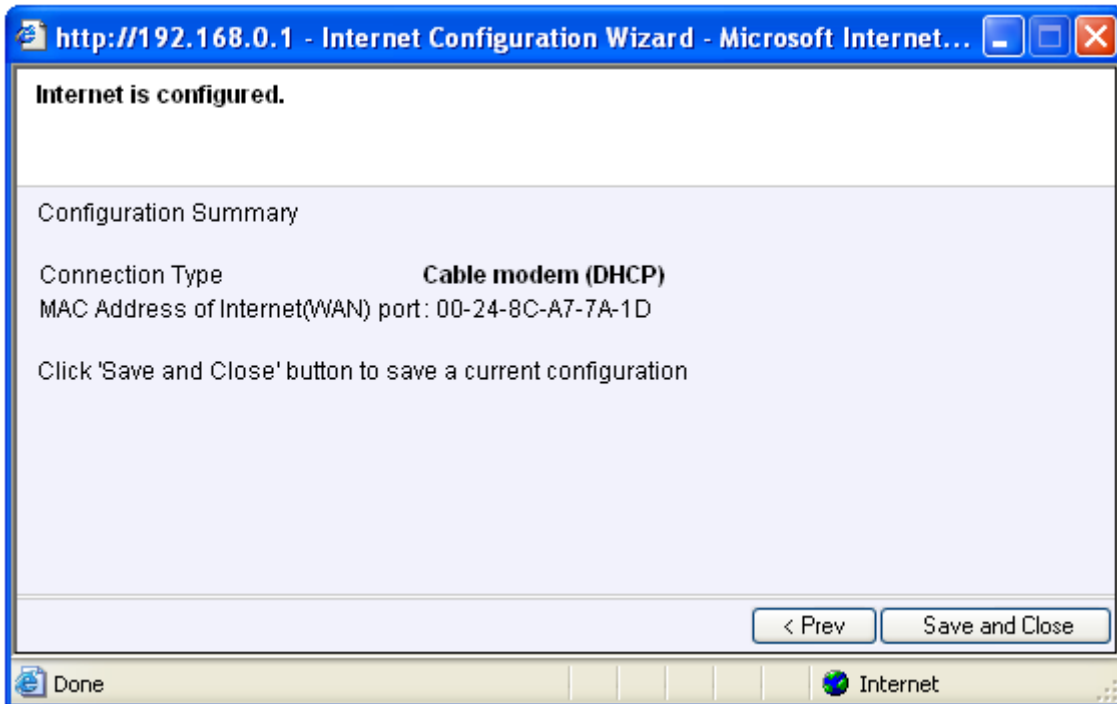 http://192.168.0.1 - Internet Configuration Wizard - Microsoft Internet...
Internet is configured.
Configuration Summary
Connection Type Cable modem (DHCP)
MAC Address of Internet(WAN) port : 00-24-8C-A7-7A-1D
Click 'Save and Close' button to save a current configuration
< Prev Save and Close
Done Internet